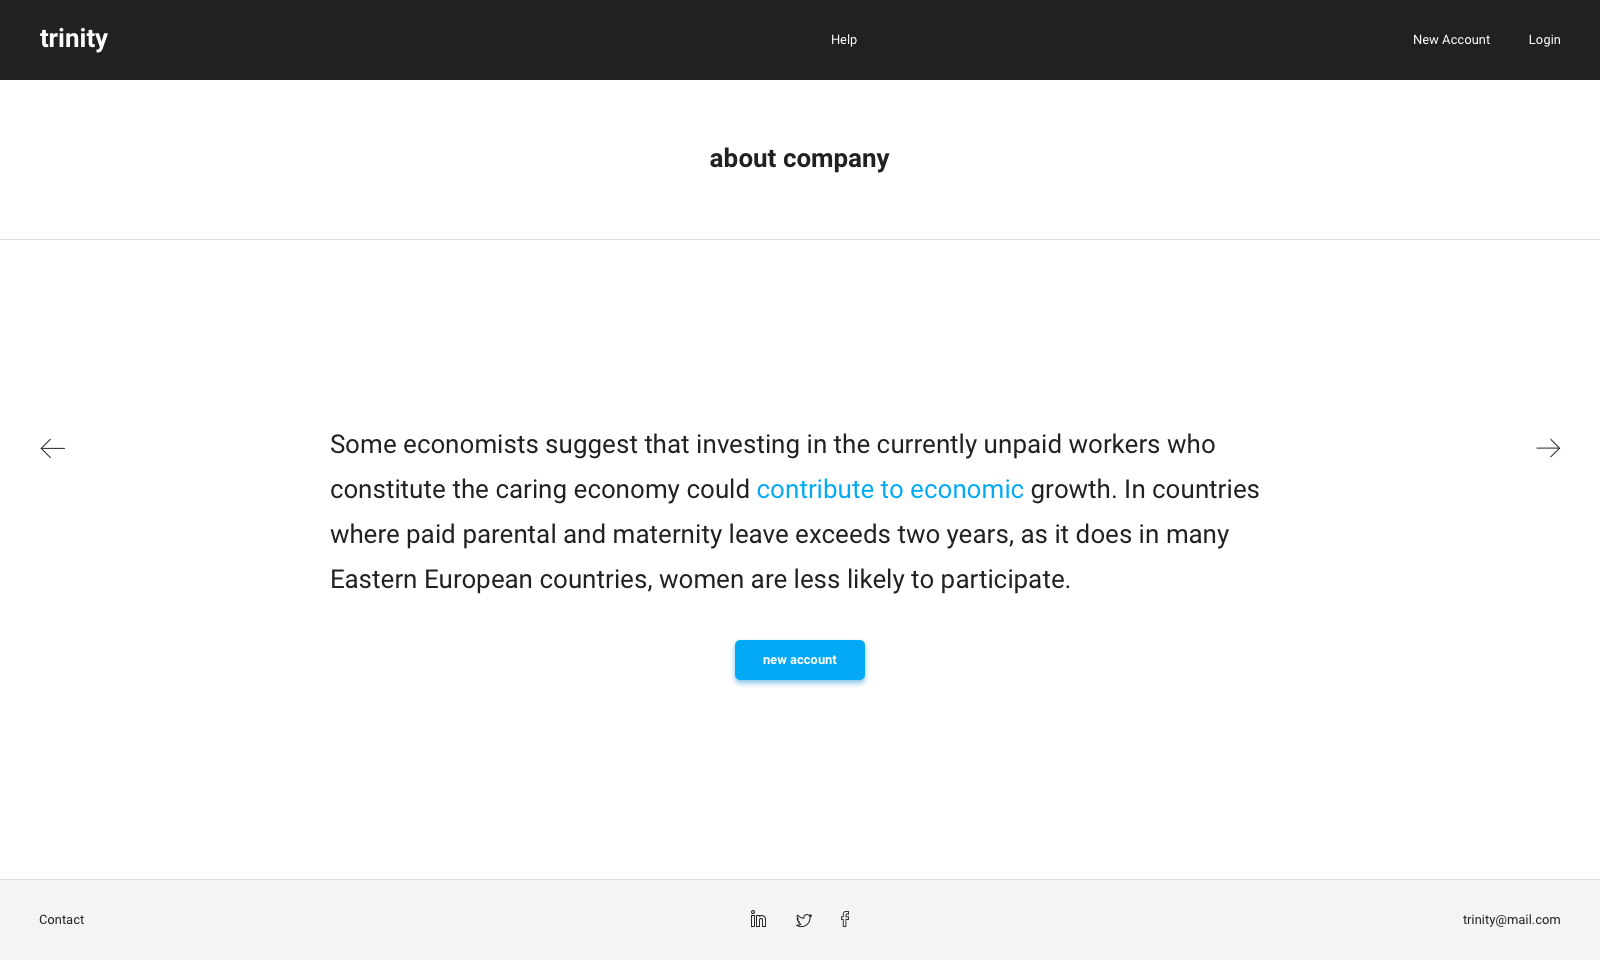 trinity
Help
New Account
Login
about company
Some economists suggest that investing in the currently unpaid workers who
constitute the caring economy could contribute to economic growth. In countries
where paid parental and maternity leave exceeds two years, as it does in many
Eastern European countries, women are less likely to participate.
new account
Contact
trinity@mail.com